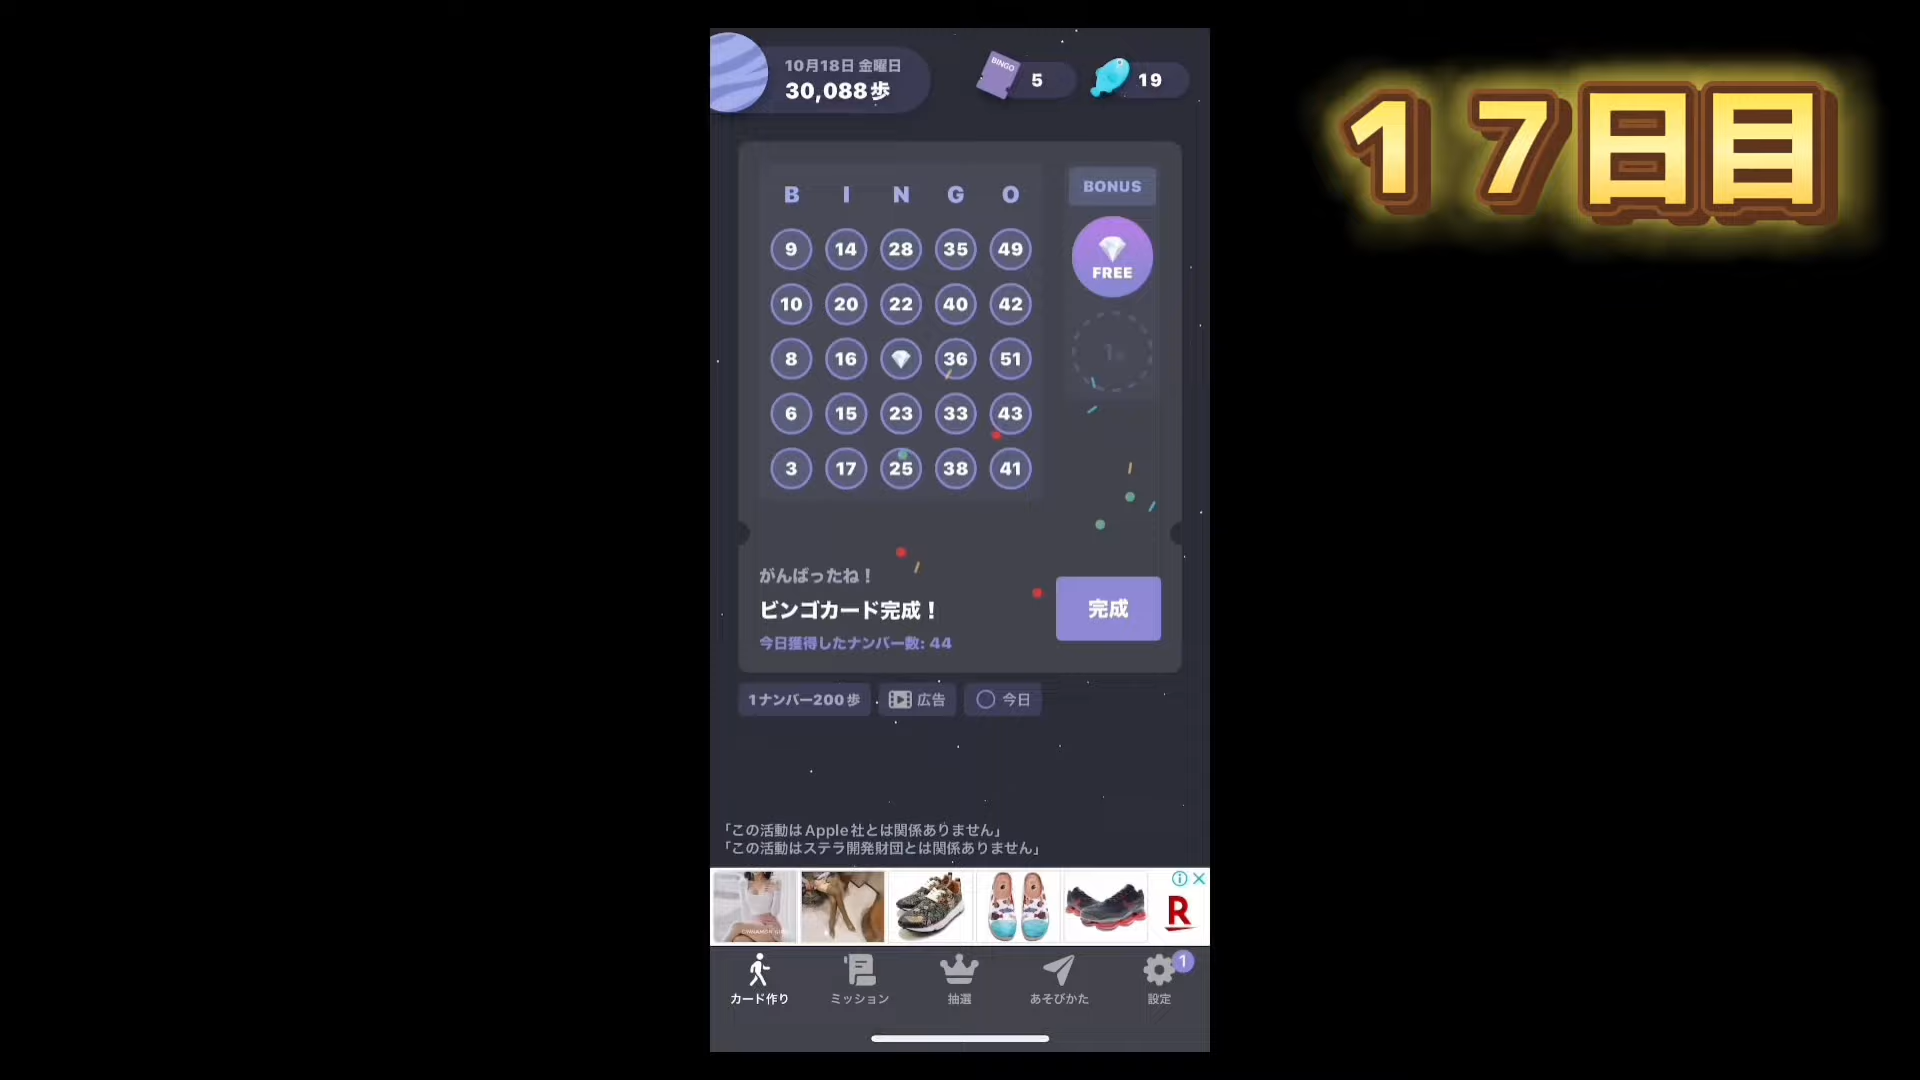 10月18日 金曜日
30,088歩
BINGO
5
19
17日目
B I N G O
BONUS
9 14 28 35 49
FREE
10 20 22 40 42
8 16 36 51
6 15 23 33 43
3 17 25 38 41
がんばったね！
ビンゴカード完成！
今日獲得したナンバー数: 44
完成
1ナンバー200歩
広告
今日
「この活動はApple社とは関係ありません」
「この活動はステラ開発財団とは関係ありません」
R
カード作り
ミッション
抽選
あそびかた
設定
1